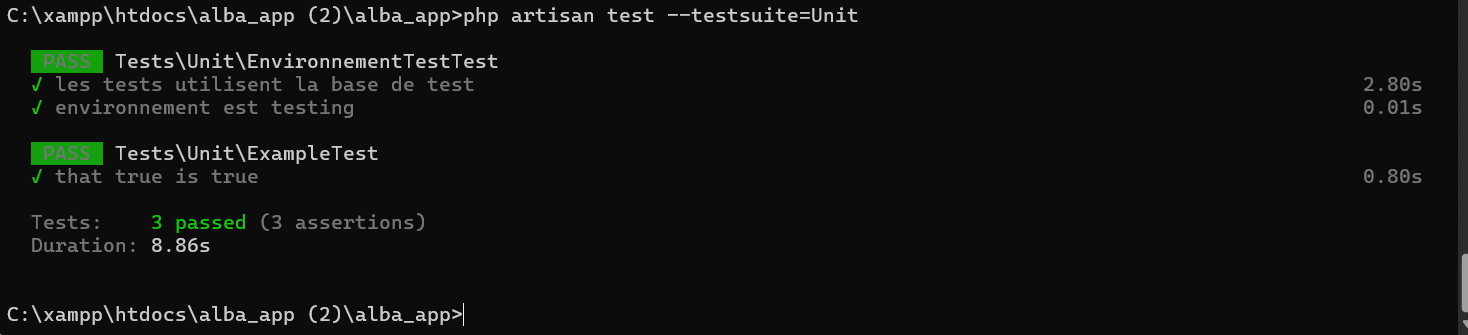 C:\xampp\htdocs\alba_app (2)\alba_app>php artisan test --testsuite=Unit
PASS Tests\Unit\EnvironnementTestTest
✓ les tests utilisent la base de test 2.80s
✓ environnement est testing 0.01s
PASS Tests\Unit\ExampleTest
✓ that true is true 0.80s
Tests: 3 passed (3 assertions)
Duration: 8.86s
C:\xampp\htdocs\alba_app (2)\alba_app>